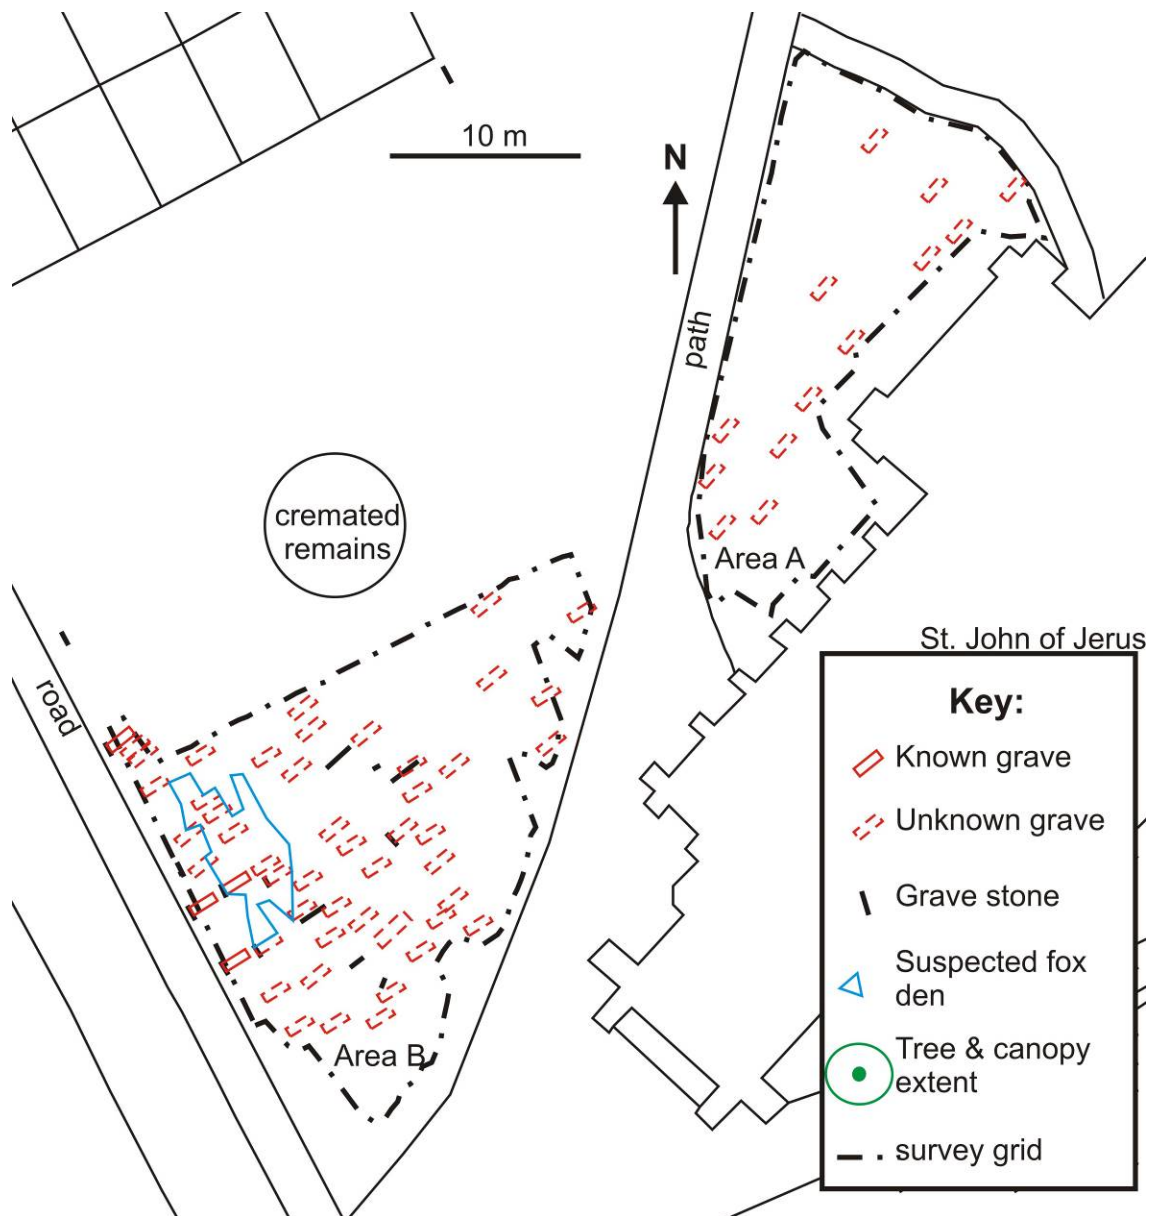 10 m
N
path
cremated
remains
Area A
St. John of Jerus
road
Area B
Key:
Known grave
Unknown grave
Grave stone
Suspected fox
den
Tree & canopy
extent
survey grid